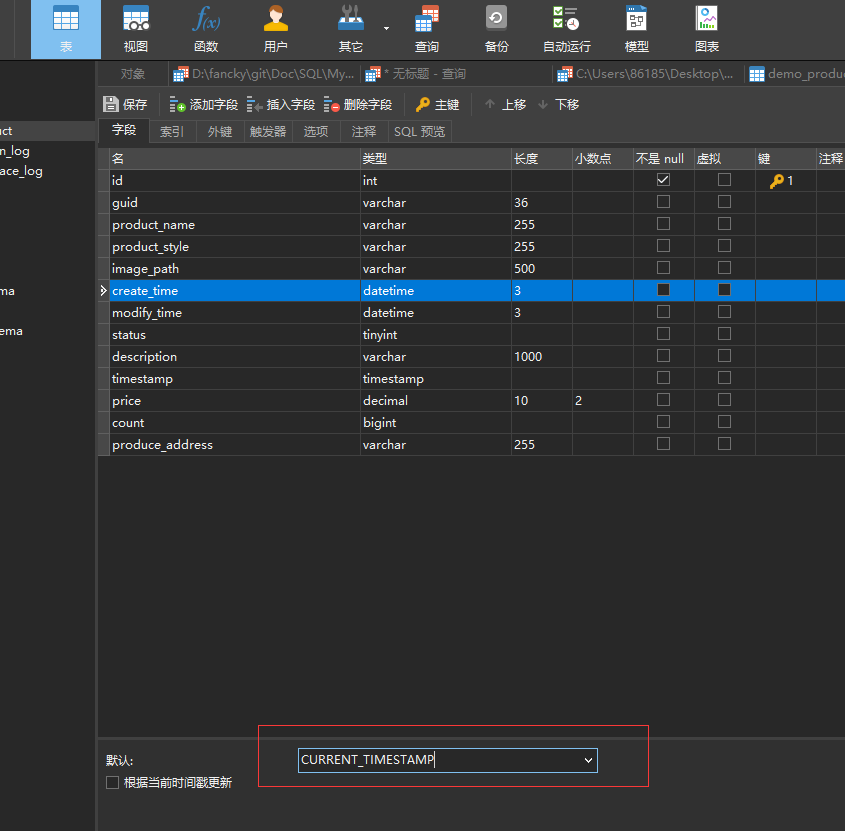 表 视图 函数 用户 其它 查询 备份 自动运行 模型 图表
对象 D:\fancky\git\Doc\SQL\My... * 无标题 - 查询 C:\Users\86185\Desktop\... demo_produ
保存 添加字段 插入字段 删除字段 主键 上移 下移
字段 索引 外键 触发器 选项 注释 SQL 预览
ct
n_log
ace_log
ma
ema
名 类型 长度 小数点 不是 null 虚拟 键 注释
id int 1
guid varchar 36
product_name varchar 255
product_style varchar 255
image_path varchar 500
create_time datetime 3
modify_time datetime 3
status tinyint
description varchar 1000
timestamp timestamp
price decimal 10 2
count bigint
produce_address varchar 255
默认: CURRENT_TIMESTAMP
根据当前时间戳更新